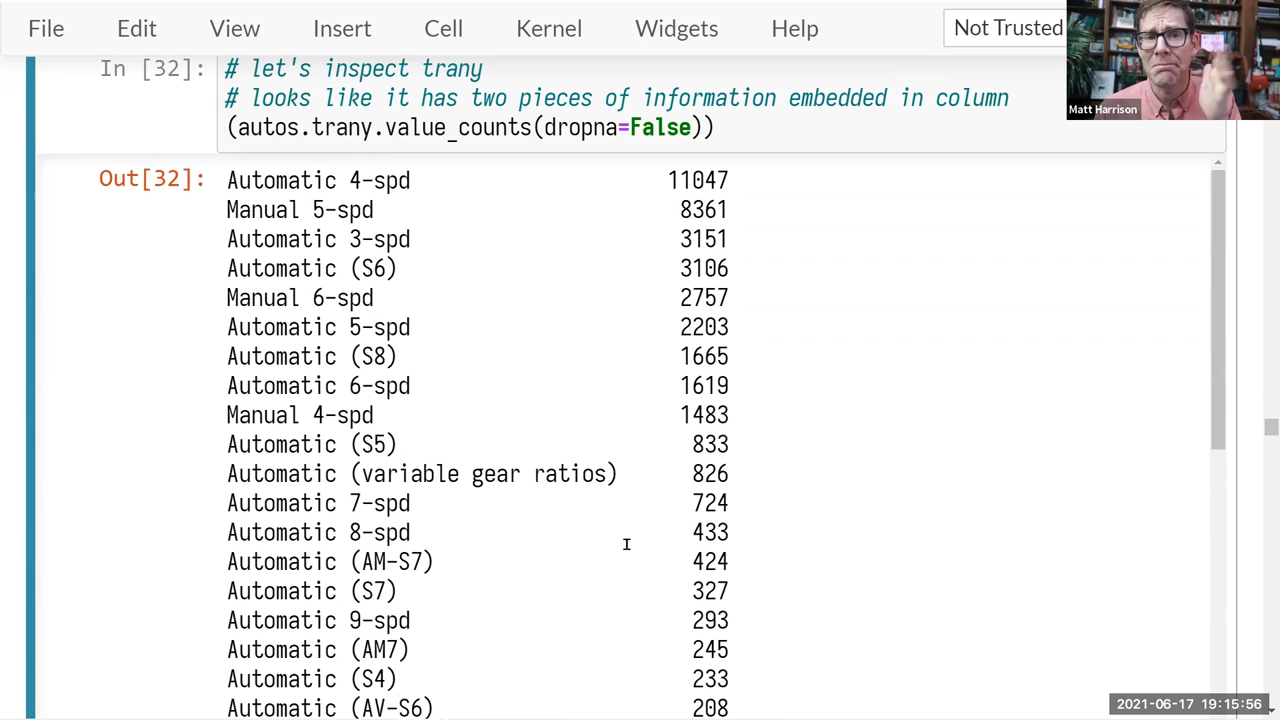 File Edit View Insert Cell Kernel Widgets Help Not Trusted
Matt Harrison
In [32]: # let's inspect trany
# looks like it has two pieces of information embedded in column
(autos.trany.value_counts(dropna=False))
Out[32]: Automatic 4-spd 11047
Manual 5-spd 8361
Automatic 3-spd 3151
Automatic (S6) 3106
Manual 6-spd 2757
Automatic 5-spd 2203
Automatic (S8) 1665
Automatic 6-spd 1619
Manual 4-spd 1483
Automatic (S5) 833
Automatic (variable gear ratios) 826
Automatic 7-spd 724
Automatic 8-spd 433
Automatic (AM-S7) 424
Automatic (S7) 327
Automatic 9-spd 293
Automatic (AM7) 245
Automatic (S4) 233
Automatic (AV-S6) 208
2021-06-17 19:15:56